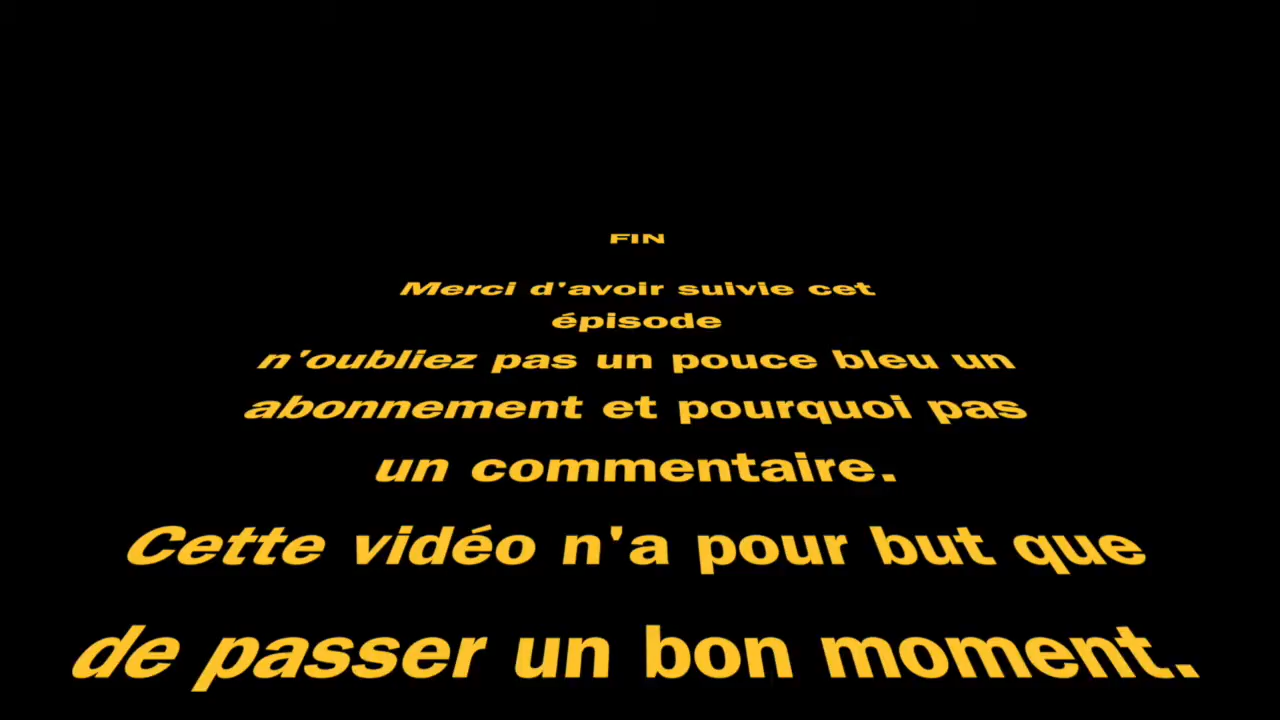 FIN
Merci d'avoir suivie cet
épisode
n'oubliez pas un pouce bleu un
abonnement et pourquoi pas
un commentaire.
Cette vidéo n'a pour but que
de passer un bon moment.